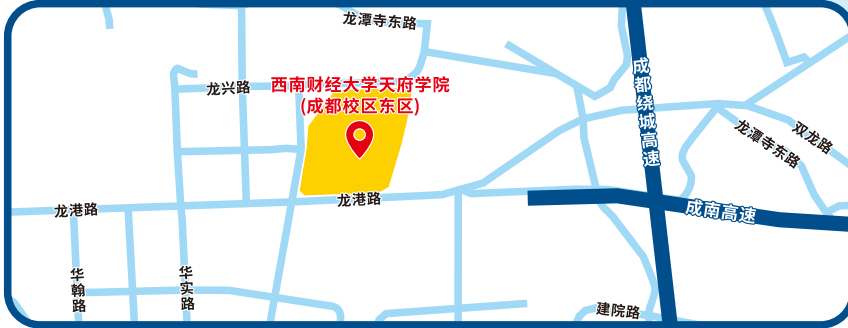 龙潭寺东路
西南财经大学天府学院
(成都校区东区)
龙兴路
成都绕城高速
龙潭寺东路
双龙路
龙港路
龙港路
成南高速
华翰路
华实路
建院路